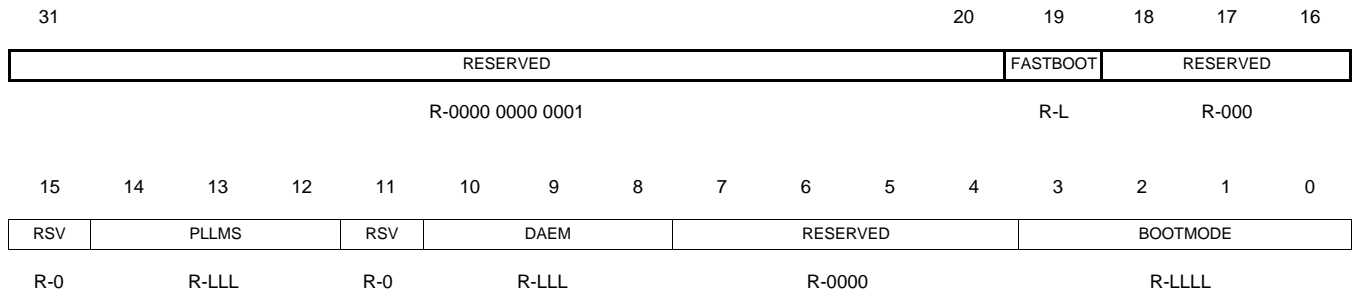 31 20 19 18 17 16
RESERVED FASTBOOT RESERVED
R-0000 0000 0001 R-L R-000
15 14 13 12 11 10 9 8 7 6 5 4 3 2 1 0
RSV PLLMS RSV DAEM RESERVED BOOTMODE
R-0 R-LLL R-0 R-LLL R-0000 R-LLLL